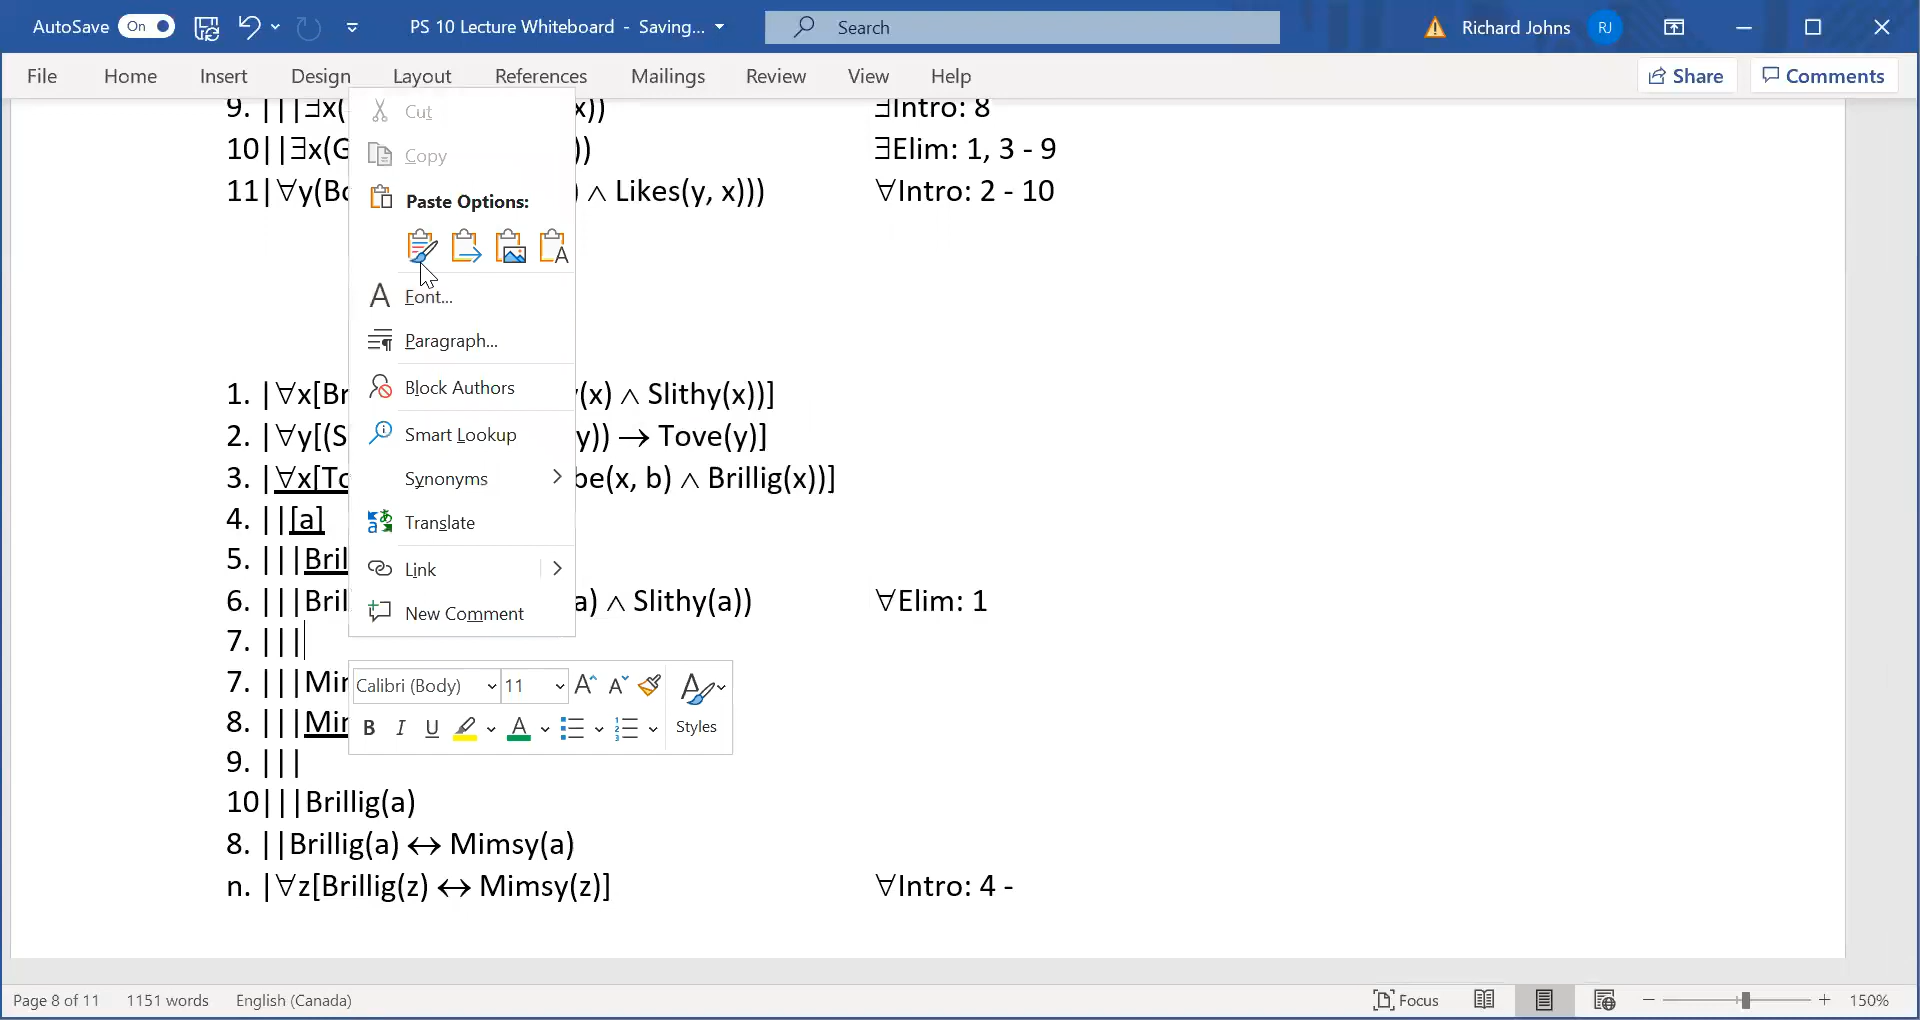 AutoSave On PS 10 Lecture Whiteboard - Saving... Search Richard Johns RJ
File Home Insert Design Layout References Mailings Review View Help Share Comments
9. |||∃x( x)) ∃Intro: 8
10||∃x(G )) ∃Elim: 1, 3 - 9
11|∀y(Bo ) ∧ Likes(y, x))) ∀Intro: 2 - 10
Cut
Copy
Paste Options:
Font...
Paragraph...
Block Authors
Smart Lookup
Synonyms
Translate
Link
New Comment
1. |∀x[Br (x) ∧ Slithy(x))]
2. |∀y[(S y)) → Tove(y)]
3. |∀x[To be(x, b) ∧ Brillig(x))]
4. ||[a]
5. |||Bril
6. |||Bril a) ∧ Slithy(a)) ∀Elim: 1
7. |||
7. |||Mi
8. |||Mi
9. |||
10|||Brillig(a)
8. ||Brillig(a) ↔ Mimsy(a)
n. |∀z[Brillig(z) ↔ Mimsy(z)] ∀Intro: 4 -
Calibri (Body) 11
B I U A Styles
Page 8 of 11 1151 words English (Canada) Focus 150%